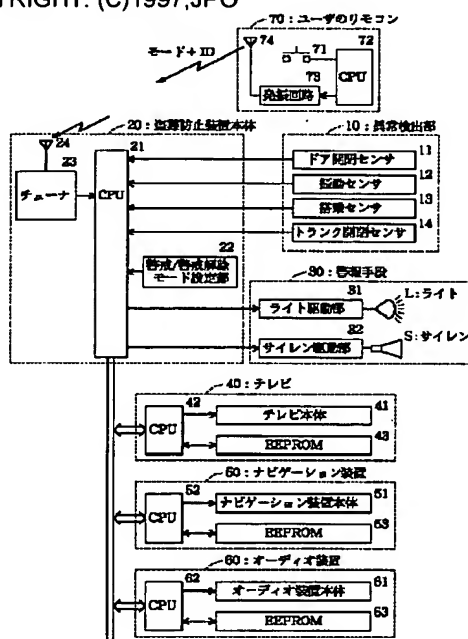 TRIGHT: (C)1997,JPO
70:ユーザのリモコン
モード+ID
74
71
72
CPU
73
発振回路
20:盗難防止装置本体
10:異常検出部
24
23
21
チューナ
CPU
ドア開閉センサ
11
振動センサ
12
13
トランク開閉センサ
14
22
警戒/警戒解除
モード設定部
30:警報手段
31
ライト駆動部
L:ライト
32
サイレン駆動部
S:サイレン
40:テレビ
42
CPU
テレビ本体
41
EEPROM
43
50:ナビゲーション装置
52
CPU
ナビゲーション装置本体
51
EEPROM
53
60:オーディオ装置
62
CPU
オーディオ装置本体
61
EEPROM
63